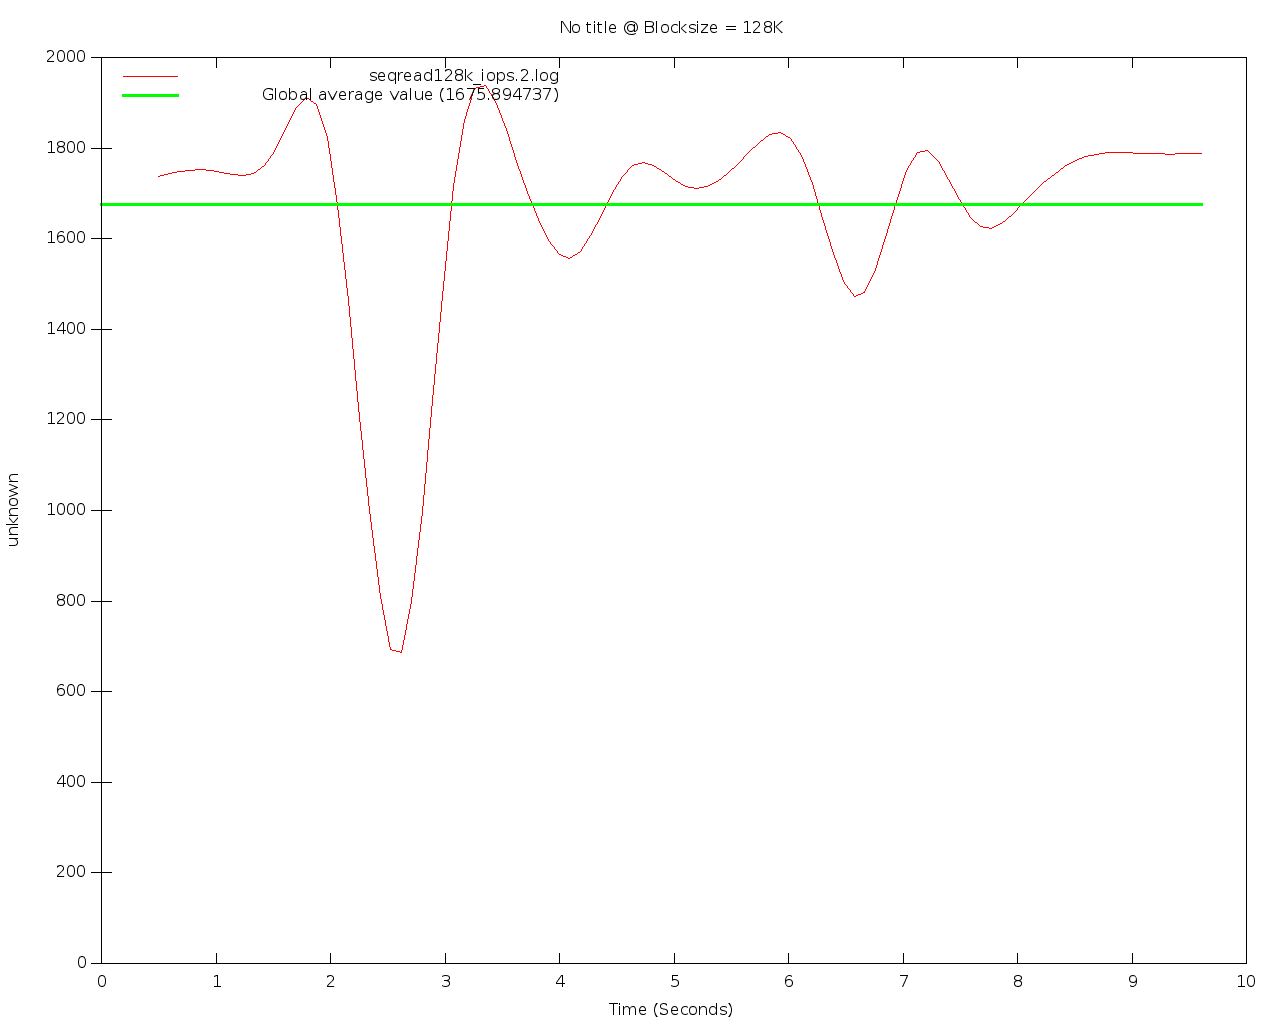 No title @ Blocksize = 128K
seqread128k_iops.2.log
Global average value (1675.894737)
2000
1800
1600
1400
1200
1000
800
600
400
200
0
unknown
0 1 2 3 4 5 6 7 8 9 10
Time (Seconds)